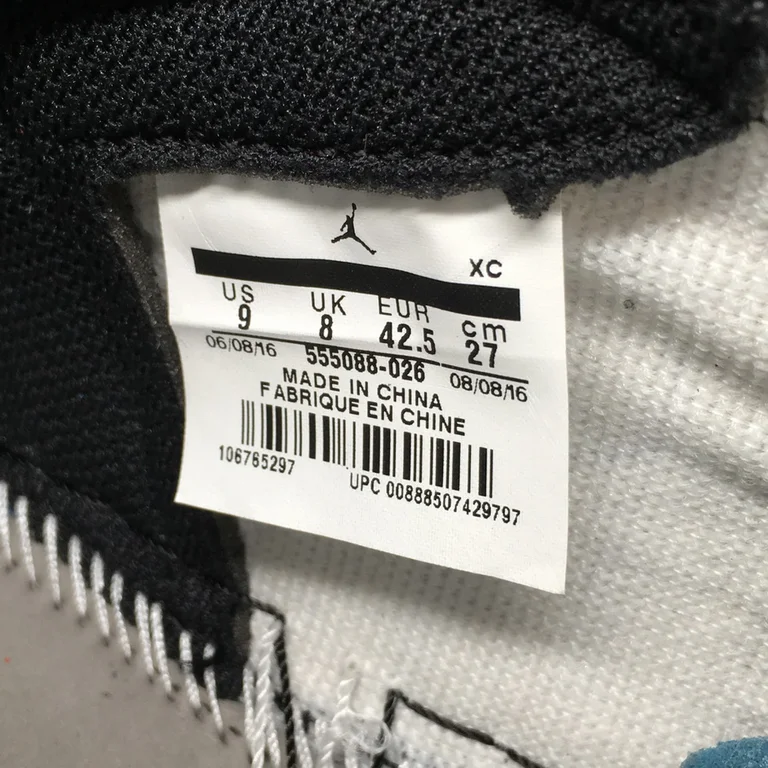 XC
US UK EUR cm
9 8 42.5 27
06/08/16 555088-026 08/08/16
MADE IN CHINA
FABRIQUE EN CHINE
106765297 UPC 00888507429797